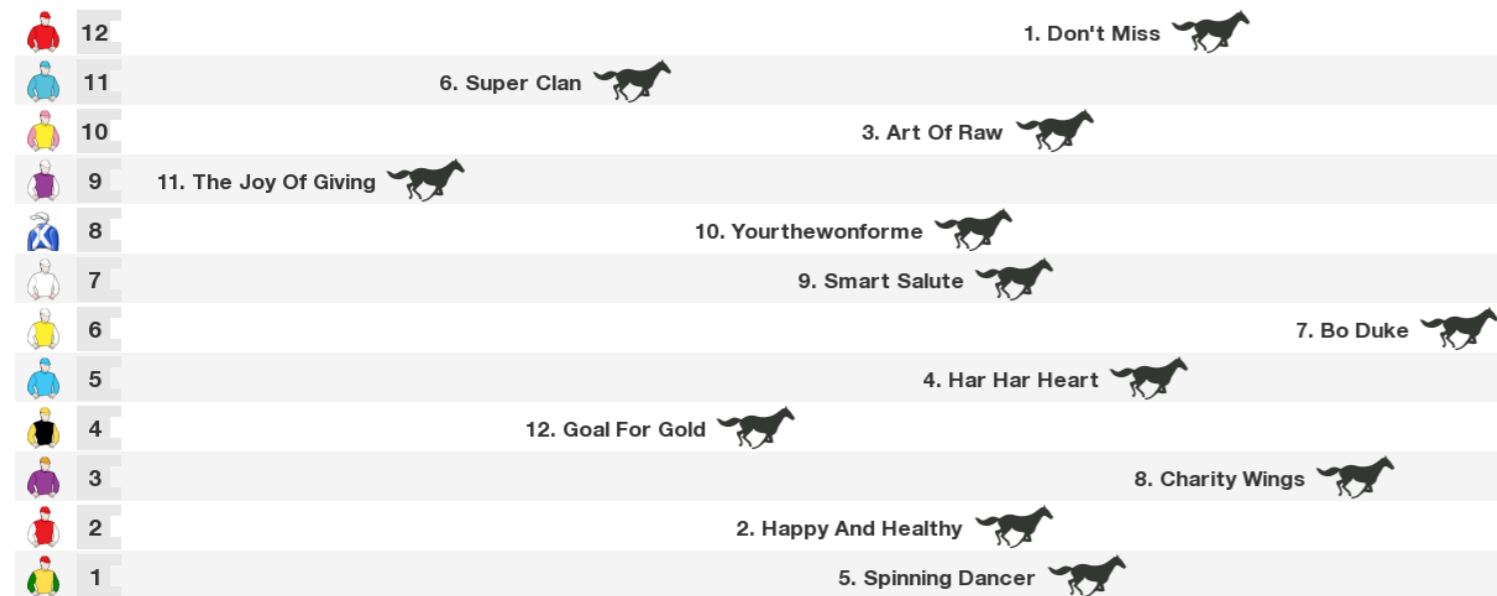 12 1. Don't Miss
11 6. Super Clan
10 3. Art Of Raw
9 11. The Joy Of Giving
8 10. Yourthewonforme
7 9. Smart Salute
6 7. Bo Duke
5 4. Har Har Heart
4 12. Goal For Gold
3 8. Charity Wings
2 2. Happy And Healthy
1 5. Spinning Dancer